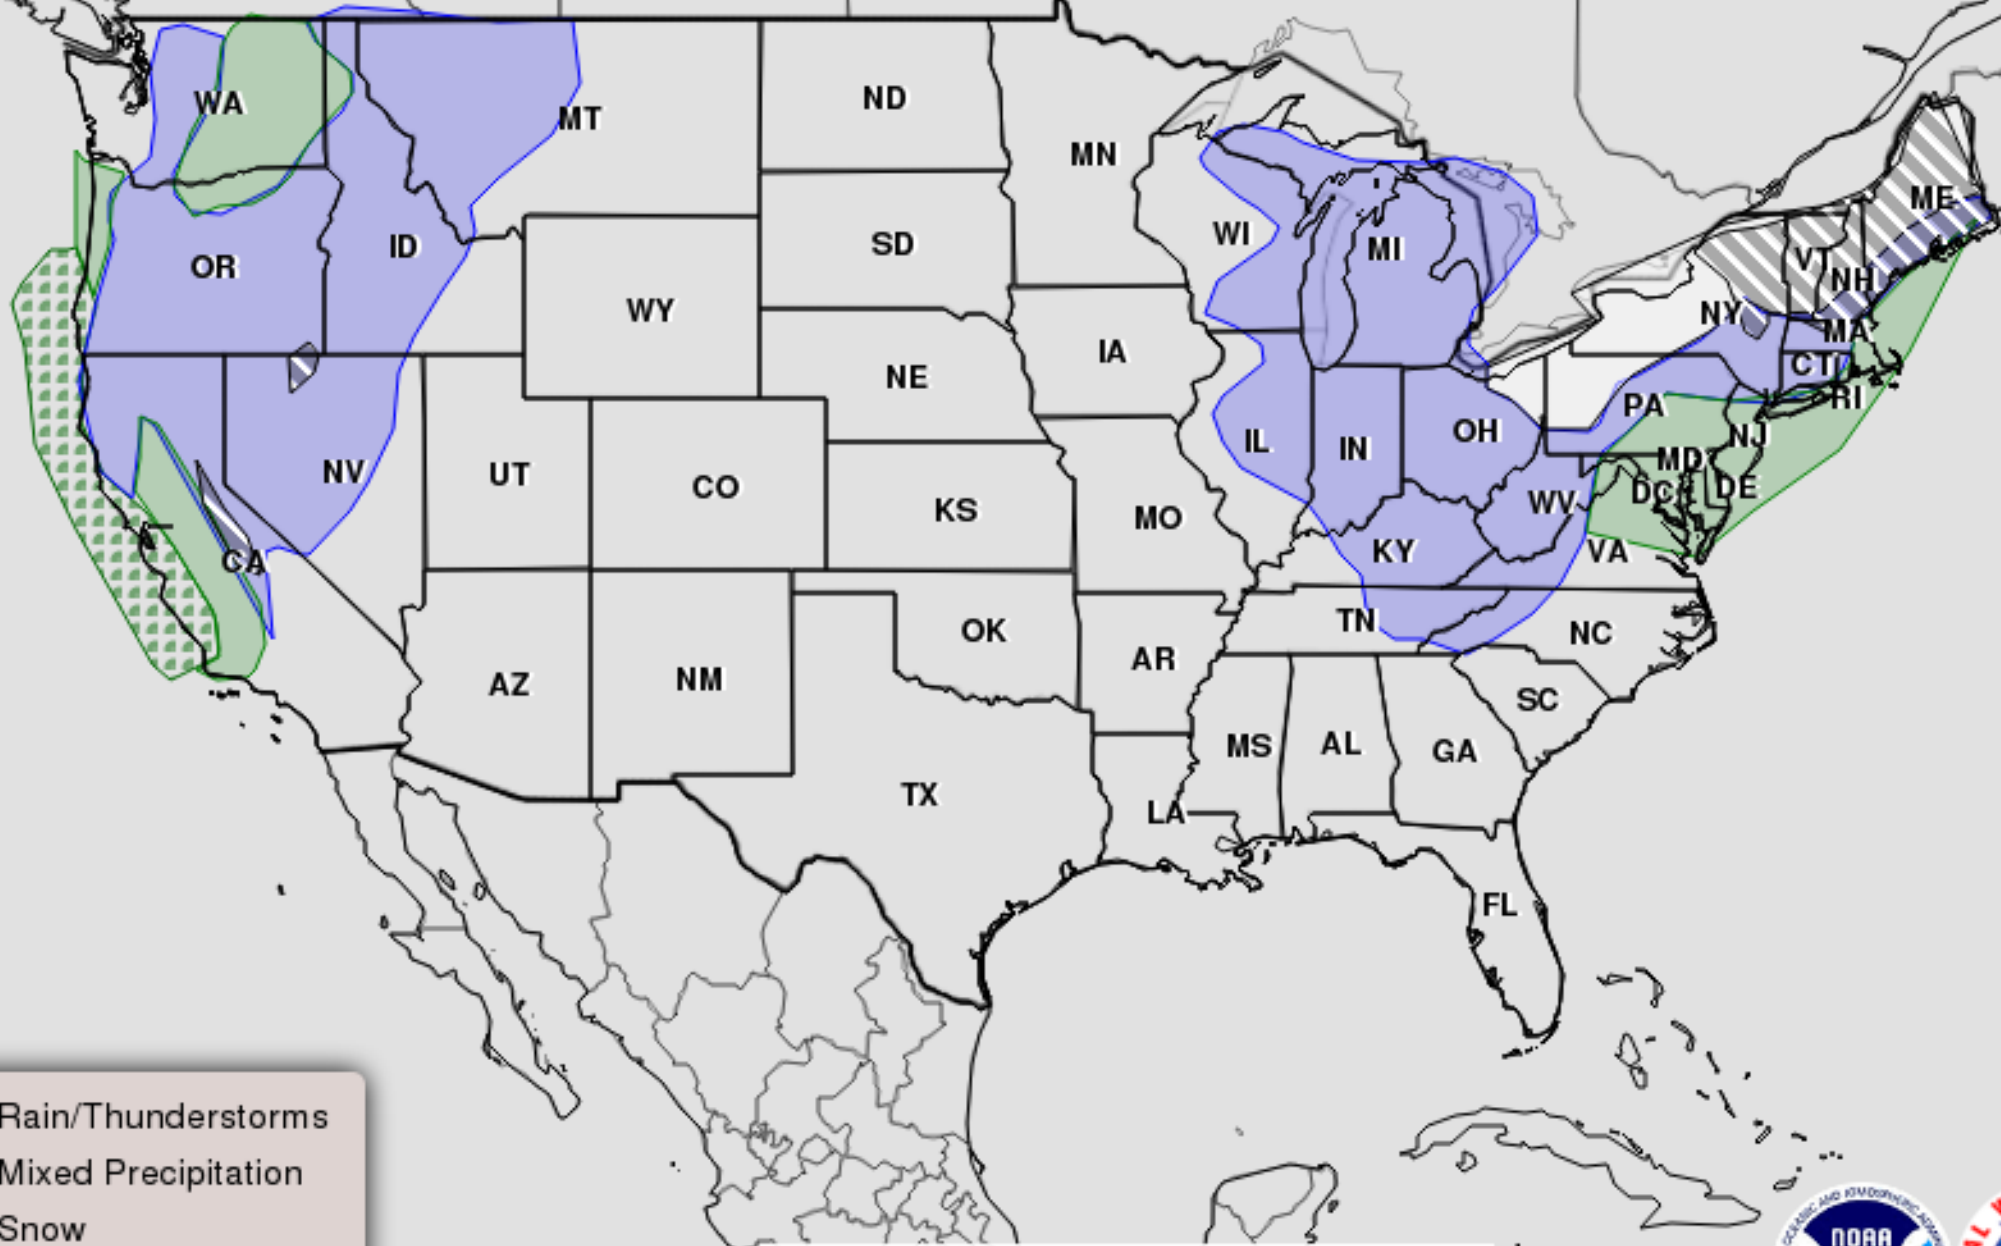 WA
MT
ND
MN
ME
OR
ID
SD
WI
MI
VT
NH
WY
NY
MA
IA
CT
NE
RI
PA
NV
UT
CO
IL
IN
OH
NJ
MD
KS
MO
WV
DC
DE
CA
KY
VA
OK
TN
NC
AZ
NM
AR
SC
TX
MS
AL
GA
LA
FL
Rain/Thunderstorms
Mixed Precipitation
Snow
NOAA